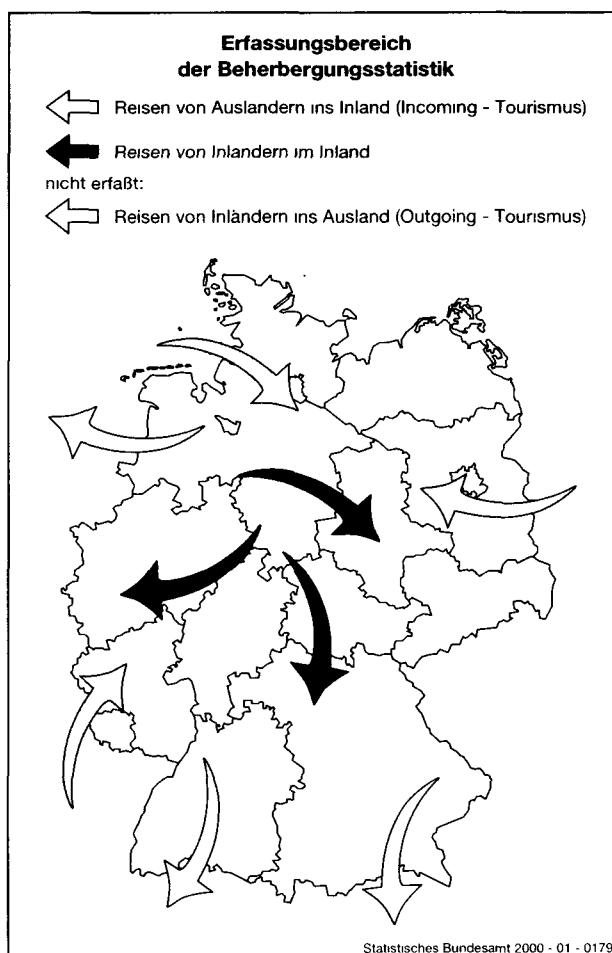 Erfassungsbereich
der Beherbergungsstatistik
Reisen von Auslandern ins Inland (Incoming - Tourismus)
Reisen von Inlandern im Inland
nicht erfaßt:
Reisen von Inländern ins Ausland (Outgoing - Tourismus)
Statistisches Bundesamt 2000 - 01 - 0179